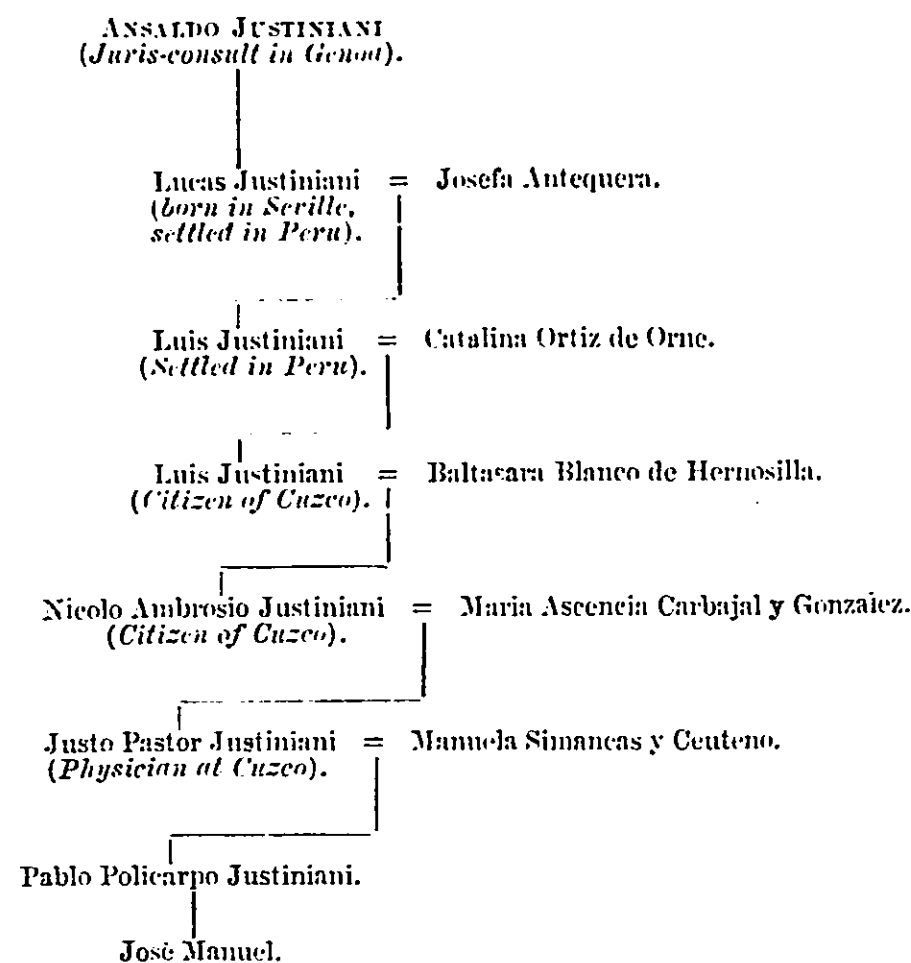 ANSALDO JUSTINIANI
(Juris-consult in Genoa).
Lucas Justiniani = Josefa Antequera.
(born in Seville,
settled in Peru).
Luis Justiniani = Catalina Ortiz de Orne.
(Settled in Peru).
Luis Justiniani = Baltasara Blanco de Hermosilla.
(Citizen of Cuzco).
Nicolo Ambrosio Justiniani = Maria Ascencia Carbajal y Gonzalez.
(Citizen of Cuzco).
Justo Pastor Justiniani = Manuela Simancas y Centeno.
(Physician at Cuzco).
Pablo Policarpo Justiniani.
José Manuel.